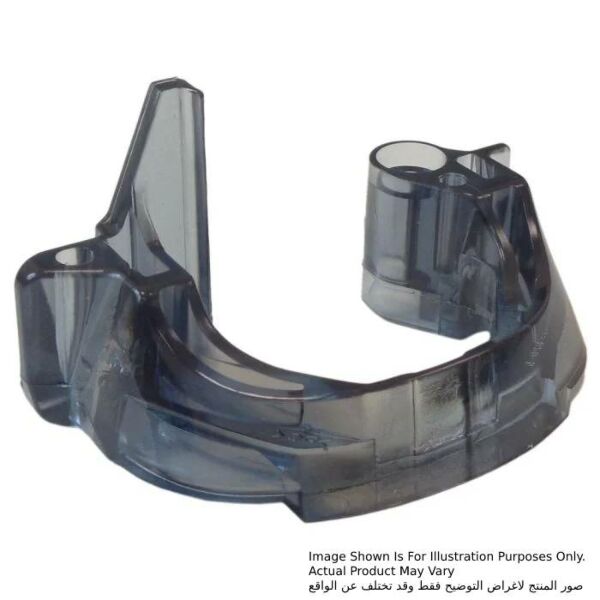 Image Shown Is For Illustration Purposes Only.
Actual Product May Vary
صور المنتج لاغراض التوضيح فقط وقد تختلف عن الواقع